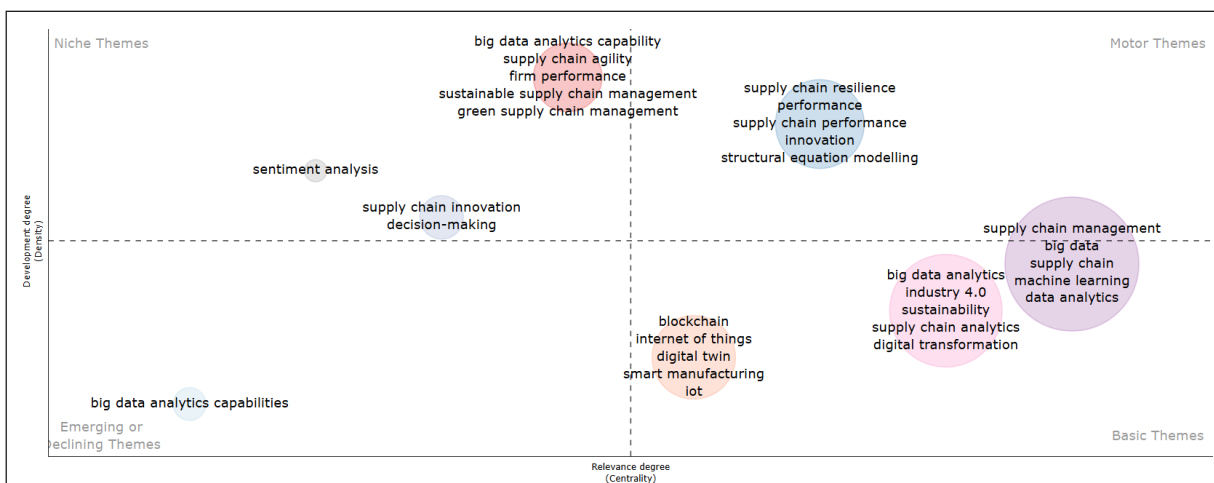 Niche Themes
Motor Themes
big data analytics capability
supply chain agility
firm performance
sustainable supply chain management
green supply chain management
supply chain resilience
performance
supply chain performance
innovation
structural equation modelling
sentiment analysis
supply chain innovation
decision-making
supply chain management
big data
supply chain
machine learning
data analytics
big data analytics
industry 4.0
sustainability
supply chain analytics
digital transformation
blockchain
internet of things
digital twin
smart manufacturing
iot
big data analytics capabilities
Emerging or
Declining Themes
Basic Themes
Development degree
(Density)
Relevance degree
(Centrality)